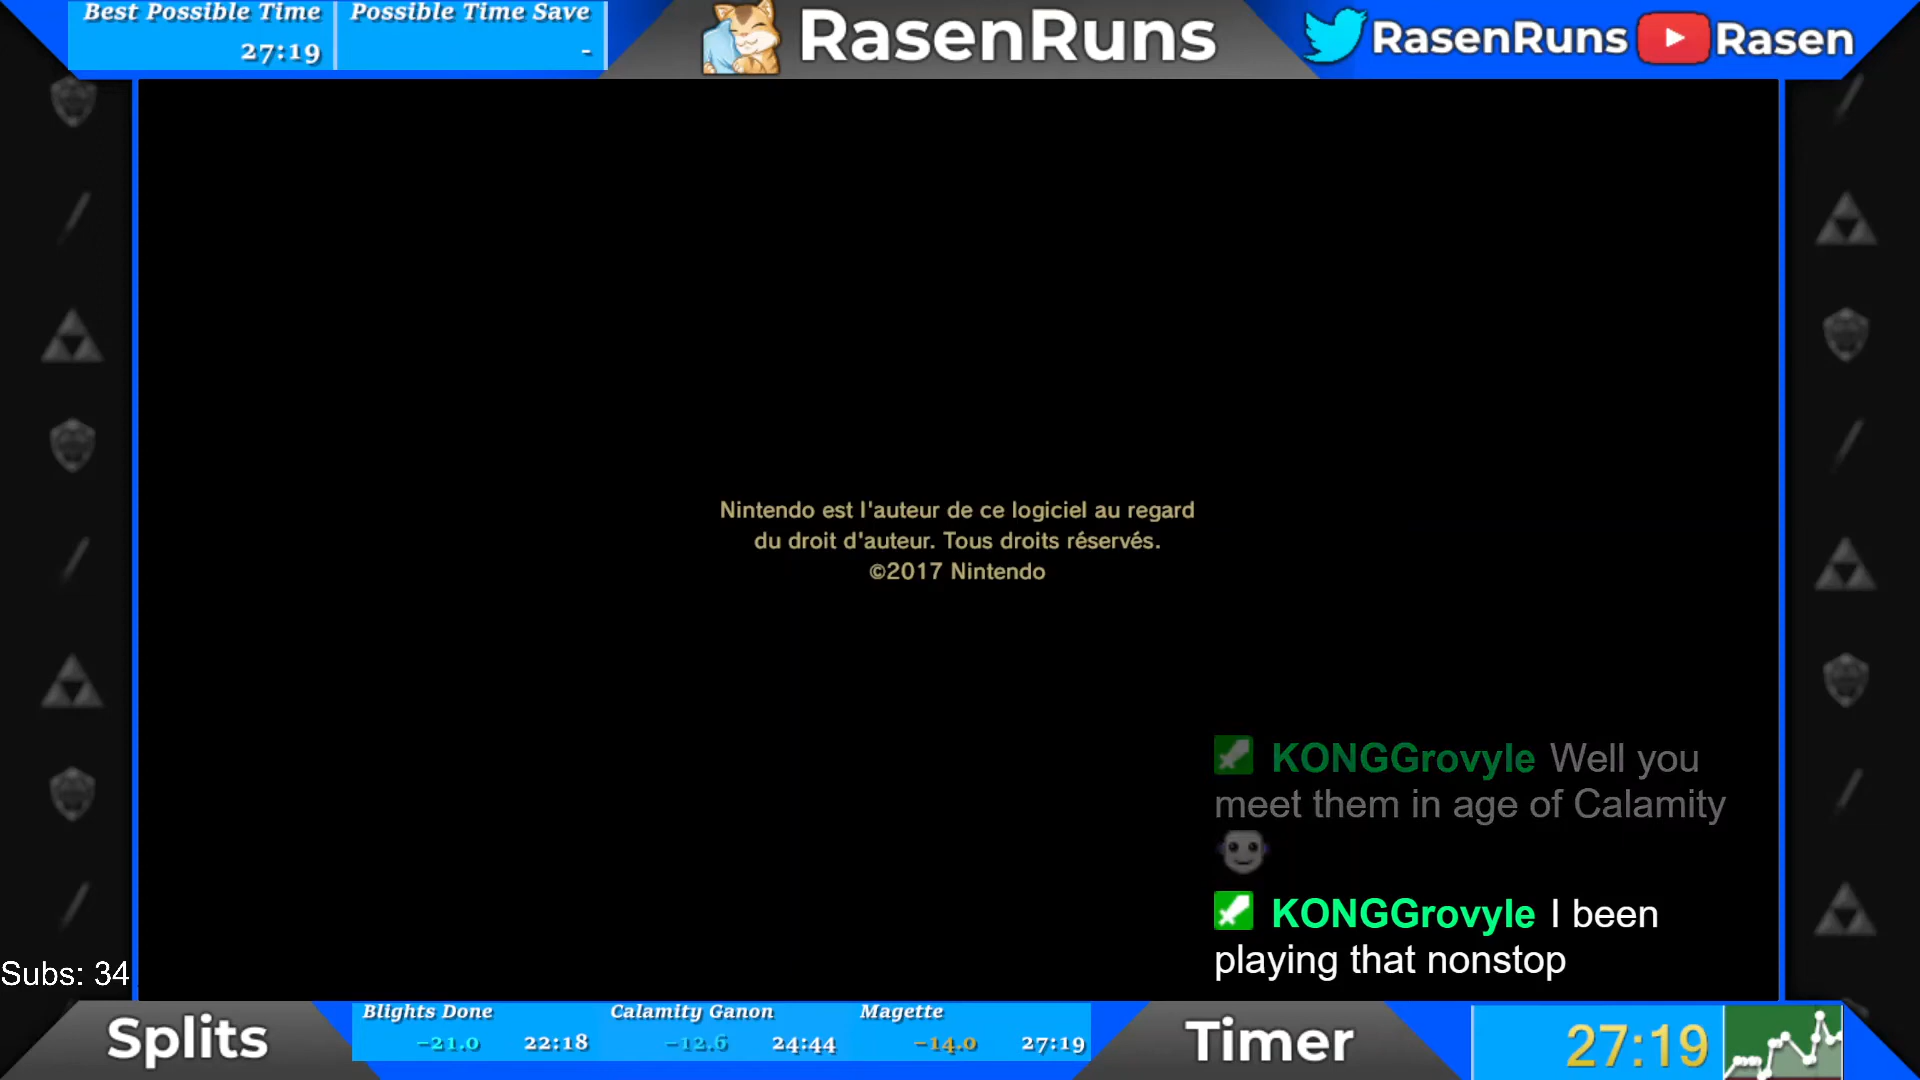 Best Possible Time
27:19
Possible Time Save
-
RasenRuns
RasenRuns
Rasen
Nintendo est l'auteur de ce logiciel au regard
du droit d'auteur. Tous droits réservés.
©2017 Nintendo
KONGGrovyle Well you
meet them in age of Calamity
KONGGrovyle I been
playing that nonstop
Subs: 34
Splits
Blights Done
−21.0 22:18
Calamity Ganon
−12.6 24:44
Magette
−14.0 27:19
Timer
27:19